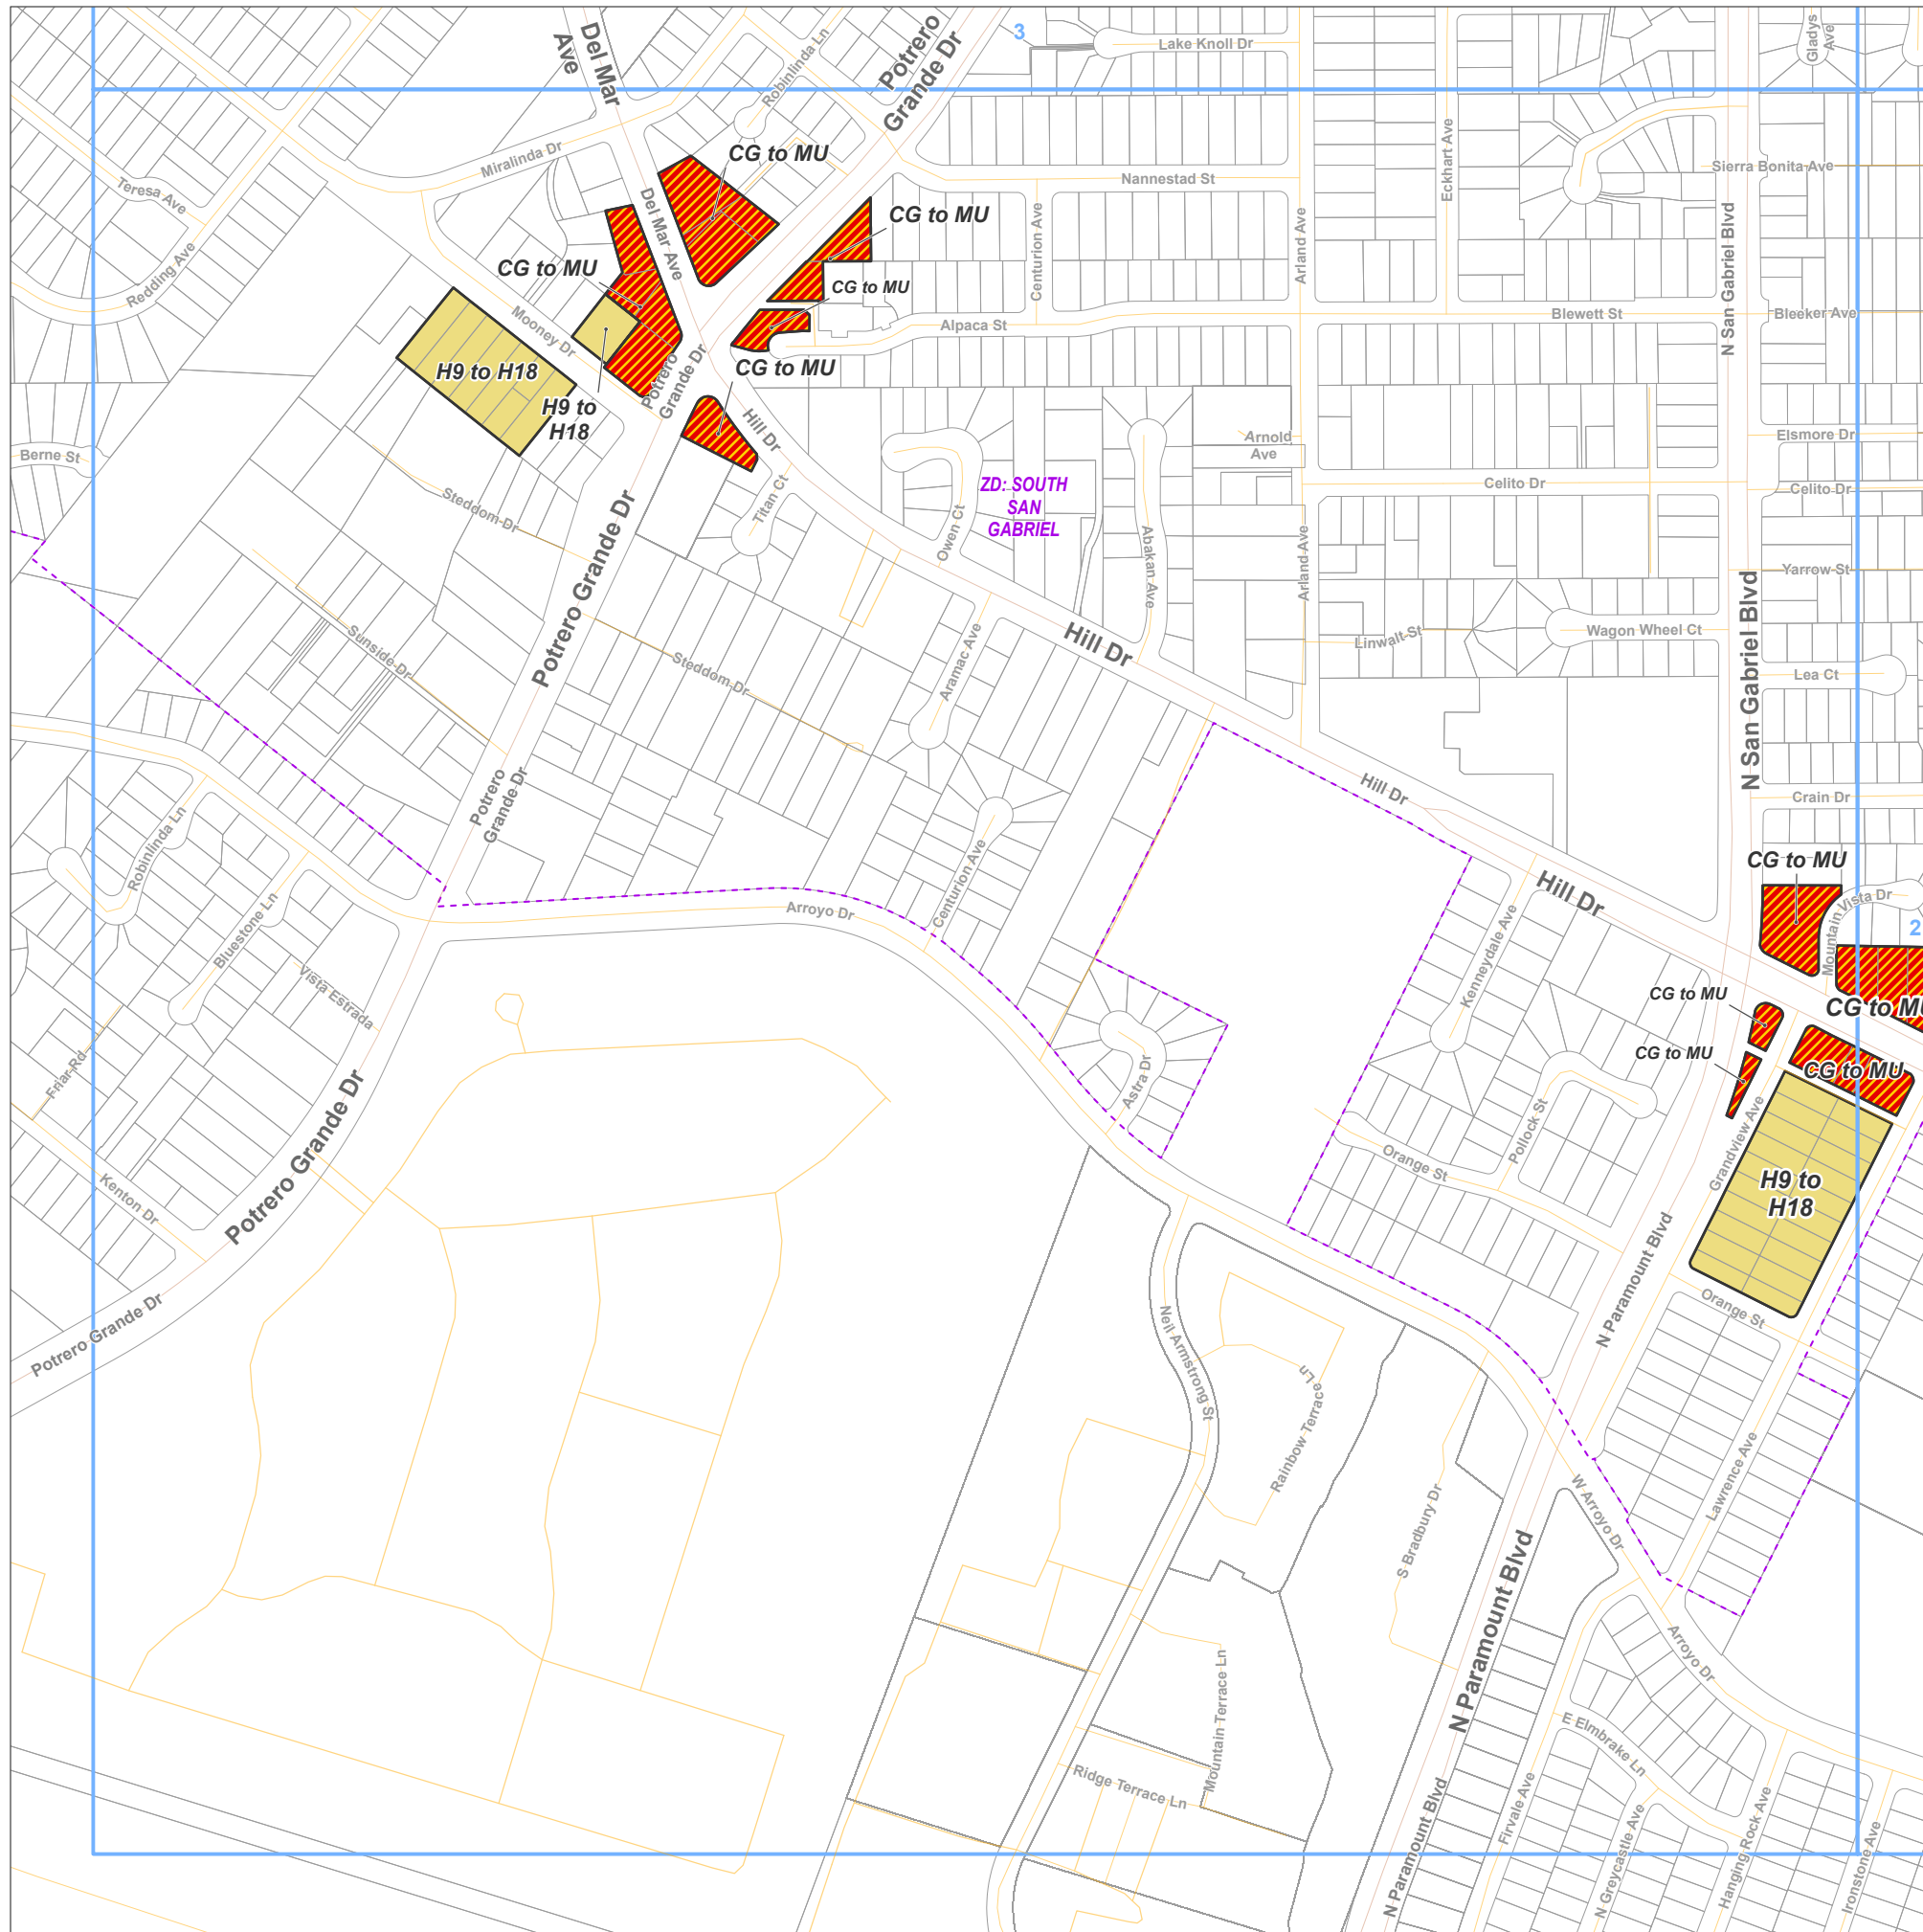 Del Mar
Ave
Potrero
Grande Dr
3
Lake Knoll Dr
Gladys
Ave
Robinlinda Ln
CG to MU
Miralinda Dr
Eckhart Ave
Sierra Bonita Ave
Nannestad St
Teresa Ave
Del Mar Ave
CG to MU
Centurion Ave
Arland Ave
N San Gabriel Blvd
Redding Ave
CG to MU
CG to MU
Alpaca St
Blewett St
Bleeker Ave
Mooney Dr
H9 to H18
Potrero
Grande Dr
CG to MU
H9 to
H18
Hill Dr
Arnold
Ave
Elsmore Dr
Berne St
Steddom Dr
Titan Ct
ZD: SOUTH
SAN
GABRIEL
Celito Dr
Celito Dr
Owen Ct
Abakan Ave
Arland Ave
Yarrow St
Potrero Grande Dr
Sunside Dr
Steddom Dr
Aramac Ave
Hill Dr
Linwalt St
Wagon Wheel Ct
N San Gabriel Blvd
Lea Ct
Potrero
Grande Dr
Hill Dr
Crain Dr
Robinlinda Ln
Bluestone Ln
Centurion Ave
Arroyo Dr
Hill Dr
CG to MU
Mountain Vista Dr
2
Kenneydale Ave
Vista Estrada
CG to MU
CG to MU
CG to MU
CG to MU
Friar Rd
Astra Dr
Pollock St
Orange St
Grandview Ave
Potrero Grande Dr
Kenton Dr
H9 to
H18
N Paramount Blvd
Orange St
Potrero Grande Dr
Neil Armstrong St
Rainbow Terrace Ln
Lawrence Ave
S Bradbury Dr
W Arroyo Dr
N Paramount Blvd
Arroyo Dr
Mountain Terrace Ln
E Elmbrake Ln
Ridge Terrace Ln
N Paramount Blvd
Firvale Ave
N Greycastle Ave
Hanging Rock Ave
Ironstone Ave